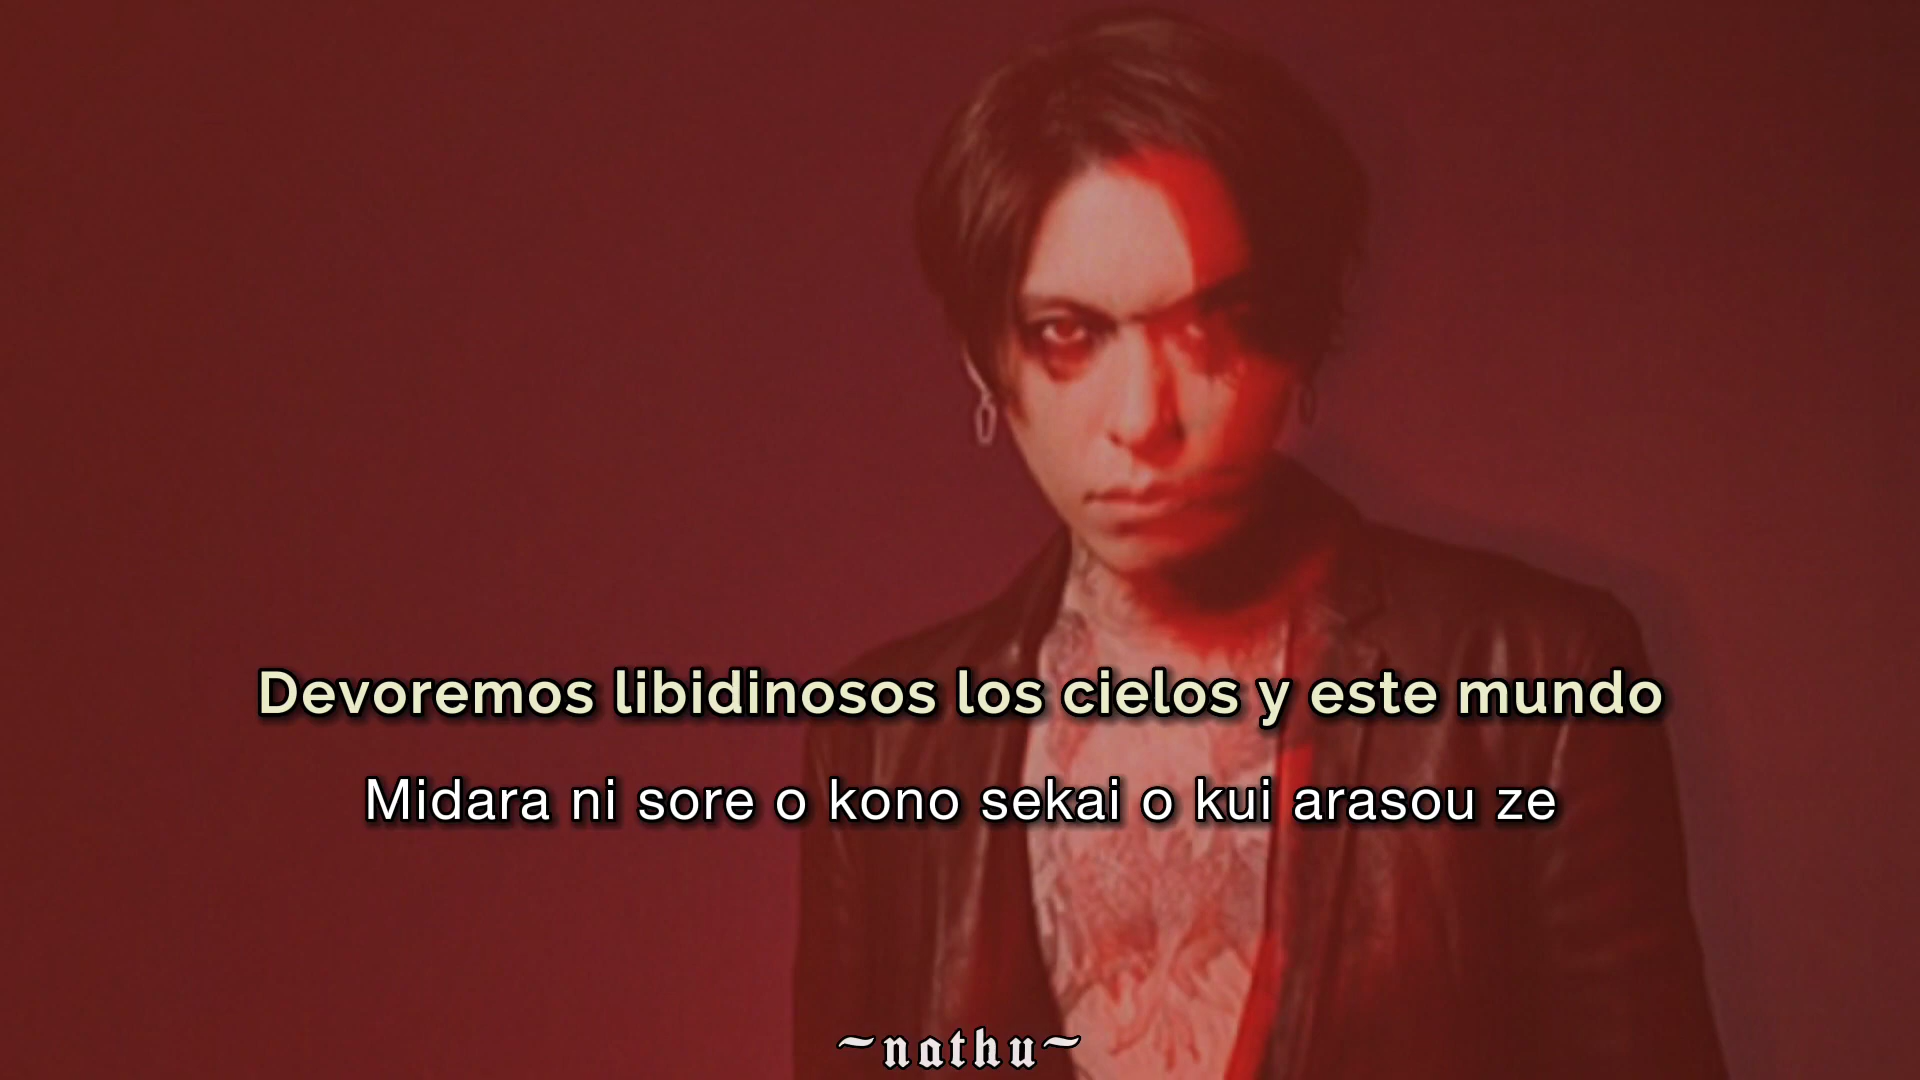 Devoremos libidinosos los cielos y este mundo
Midara ni sore o kono sekai o kui arasou ze
~nathu~